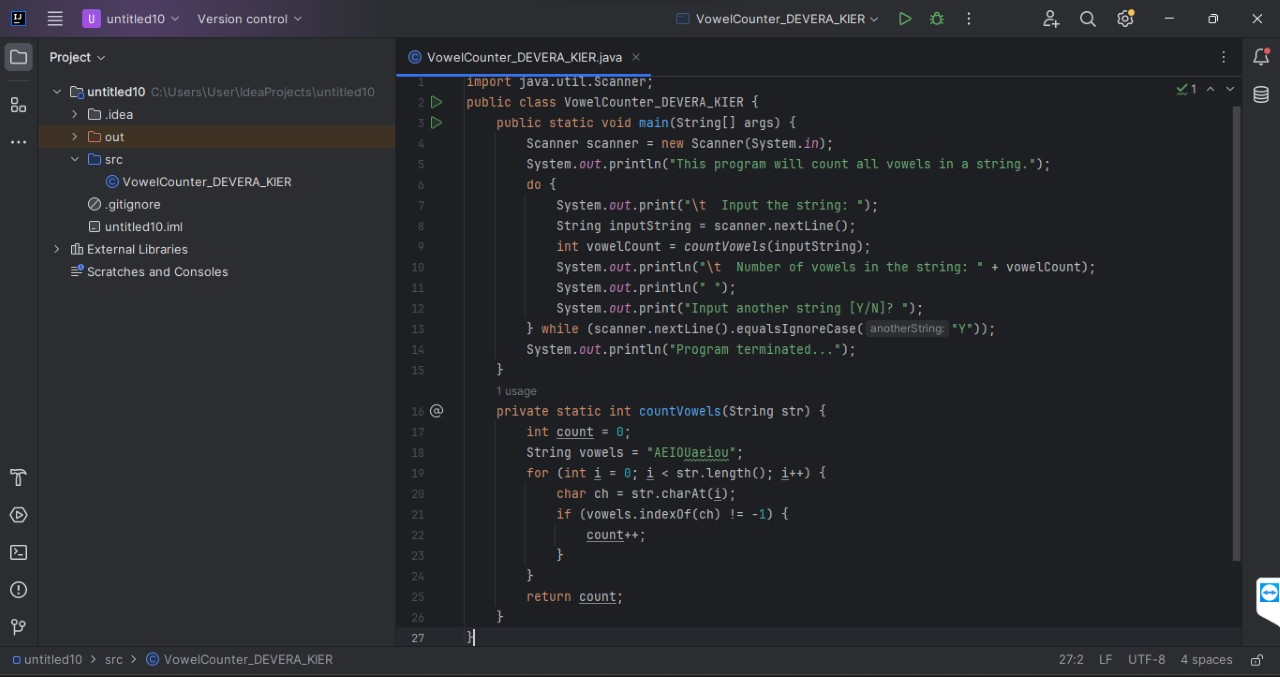 U untitled10 Version control VowelCounter_DEVERA_KIER
Project
VowelCounter_DEVERA_KIER.java
untitled10 C:\Users\User\IdeaProjects\untitled10
.idea
out
src
VowelCounter_DEVERA_KIER
.gitignore
untitled10.iml
External Libraries
Scratches and Consoles
1
1 import java.util.Scanner;
2 public class VowelCounter_DEVERA_KIER {
3 public static void main(String[] args) {
4 Scanner scanner = new Scanner(System.in);
5 System.out.println("This program will count all vowels in a string.");
6 do {
7 System.out.print("\t  Input the string: ");
8 String inputString = scanner.nextLine();
9 int vowelCount = countVowels(inputString);
10 System.out.println("\t  Number of vowels in the string: " + vowelCount);
11 System.out.println(" ");
12 System.out.print("Input another string [Y/N]? ");
13 } while (scanner.nextLine().equalsIgnoreCase( anotherString: "Y"));
14 System.out.println("Program terminated...");
15 }
1 usage
16 @ private static int countVowels(String str) {
17 int count = 0;
18 String vowels = "AEIOUaeiou";
19 for (int i = 0; i < str.length(); i++) {
20 char ch = str.charAt(i);
21 if (vowels.indexOf(ch) != -1) {
22 count++;
23 }
24 }
25 return count;
26 }
27 }
untitled10 > src > VowelCounter_DEVERA_KIER 27:2 LF UTF-8 4 spaces